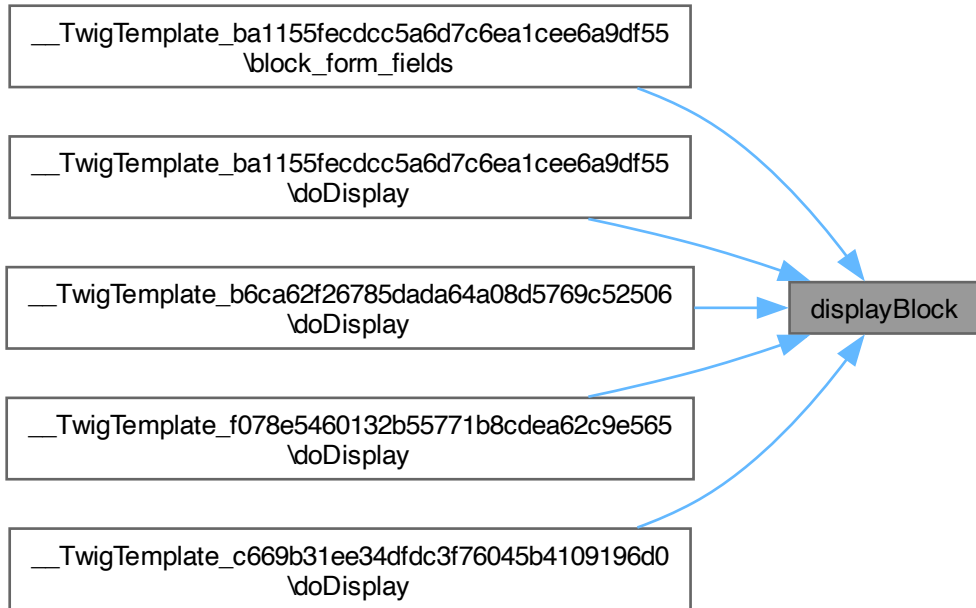 __TwigTemplate_ba1155fecdcc5a6d7c6ea1cee6a9df55
\block_form_fields
__TwigTemplate_ba1155fecdcc5a6d7c6ea1cee6a9df55
\doDisplay
__TwigTemplate_b6ca62f26785dada64a08d5769c52506
\doDisplay
displayBlock
__TwigTemplate_f078e5460132b55771b8cdea62c9e565
\doDisplay
__TwigTemplate_c669b31ee34dfdc3f76045b4109196d0
\doDisplay